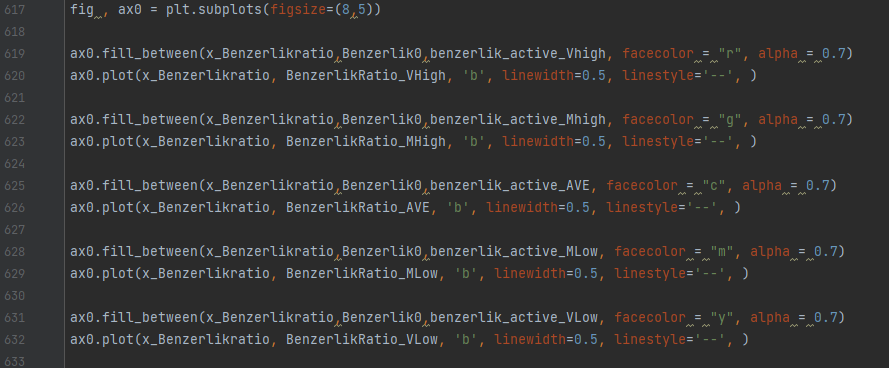 617 fig , ax0 = plt.subplots(figsize=(8,5))
618
619 ax0.fill_between(x_Benzerlikratio,Benzerlik0,benzerlik_active_Vhigh, facecolor = "r", alpha = 0.7)
620 ax0.plot(x_Benzerlikratio, BenzerlikRatio_VHigh, 'b', linewidth=0.5, linestyle='--', )
621
622 ax0.fill_between(x_Benzerlikratio,Benzerlik0,benzerlik_active_Mhigh, facecolor = "g", alpha = 0.7)
623 ax0.plot(x_Benzerlikratio, BenzerlikRatio_MHigh, 'b', linewidth=0.5, linestyle='--', )
624
625 ax0.fill_between(x_Benzerlikratio,Benzerlik0,benzerlik_active_AVE, facecolor = "c", alpha = 0.7)
626 ax0.plot(x_Benzerlikratio, BenzerlikRatio_AVE, 'b', linewidth=0.5, linestyle='--', )
627
628 ax0.fill_between(x_Benzerlikratio,Benzerlik0,benzerlik_active_MLow, facecolor = "m", alpha = 0.7)
629 ax0.plot(x_Benzerlikratio, BenzerlikRatio_MLow, 'b', linewidth=0.5, linestyle='--', )
630
631 ax0.fill_between(x_Benzerlikratio,Benzerlik0,benzerlik_active_VLow, facecolor = "y", alpha = 0.7)
632 ax0.plot(x_Benzerlikratio, BenzerlikRatio_VLow, 'b', linewidth=0.5, linestyle='--', )
633